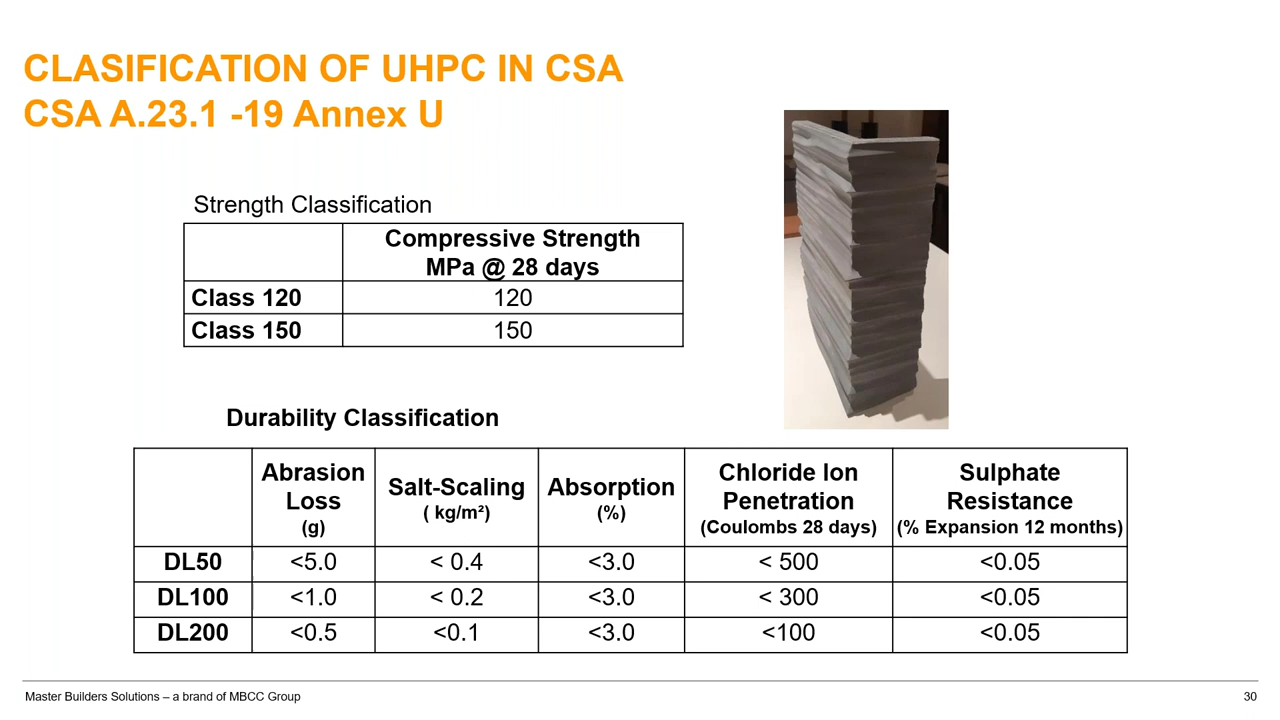 CLASIFICATION OF UHPC IN CSA
CSA A.23.1 -19 Annex U
Strength Classification
Compressive Strength
MPa @ 28 days
Class 120 120
Class 150 150
Durability Classification
Abrasion Loss (g) Salt-Scaling ( kg/m²) Absorption (%) Chloride Ion Penetration (Coulombs 28 days) Sulphate Resistance (% Expansion 12 months)
DL50 <5.0 < 0.4 <3.0 < 500 <0.05
DL100 <1.0 < 0.2 <3.0 < 300 <0.05
DL200 <0.5 <0.1 <3.0 <100 <0.05
Master Builders Solutions – a brand of MBCC Group 30